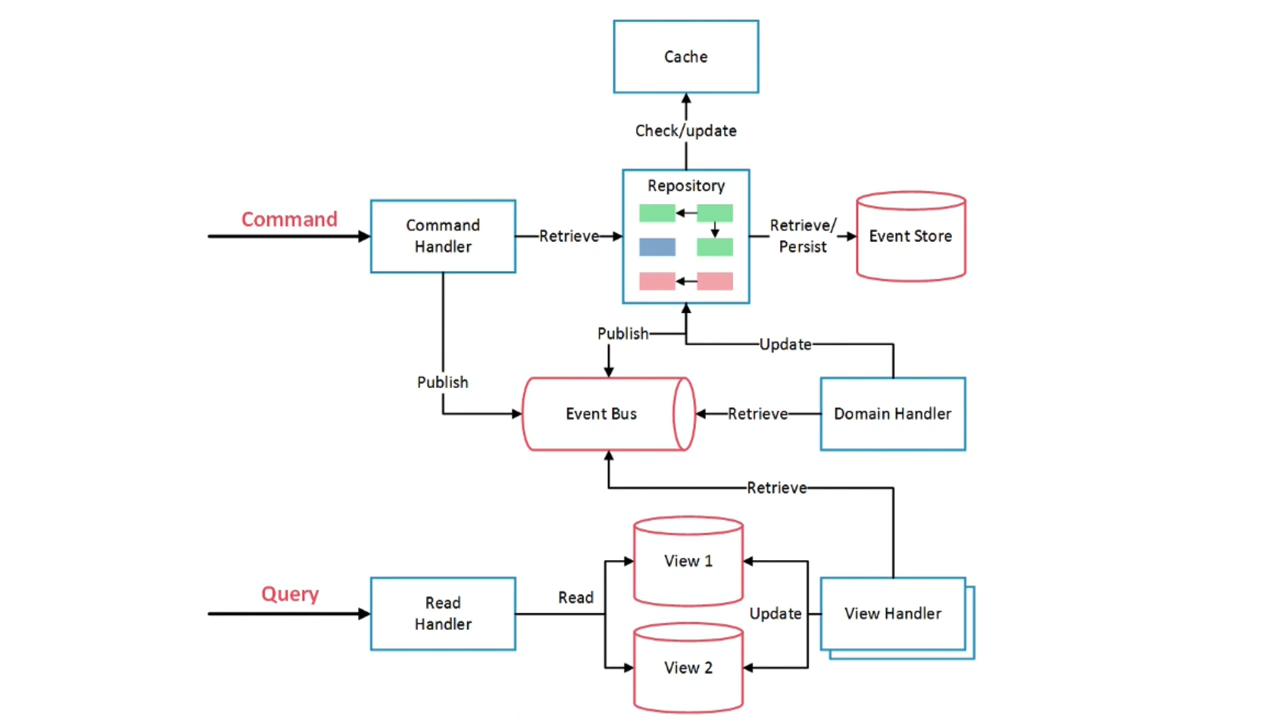 Cache
Check/update
Repository
Command
Command
Handler
Retrieve
Retrieve/
Persist
Event Store
Publish
Update
Publish
Event Bus
Retrieve
Domain Handler
Retrieve
Query
Read
Handler
Read
View 1
Update
View Handler
View 2